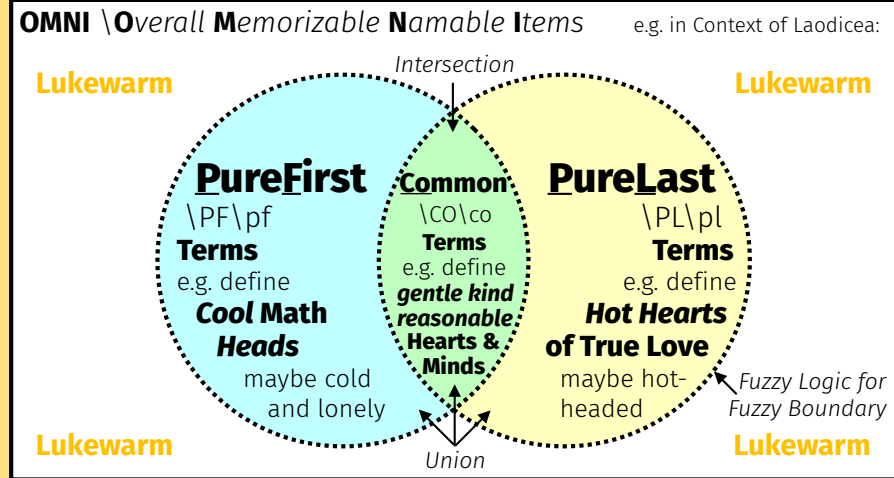 OMNI \Overall Memorizable Namable Items e.g. in Context of Laodicea:
Intersection
Lukewarm
Lukewarm
PureFirst
\PF\pf
Terms
e.g. define
Cool Math
Heads
maybe cold
and lonely
Common
\CO\co
Terms
e.g. define
gentle kind
reasonable
Hearts &
Minds
PureLast
\PL\pl
Terms
e.g. define
Hot Hearts
of True Love
maybe hot-
headed
Fuzzy Logic for
Fuzzy Boundary
Lukewarm
Union
Lukewarm